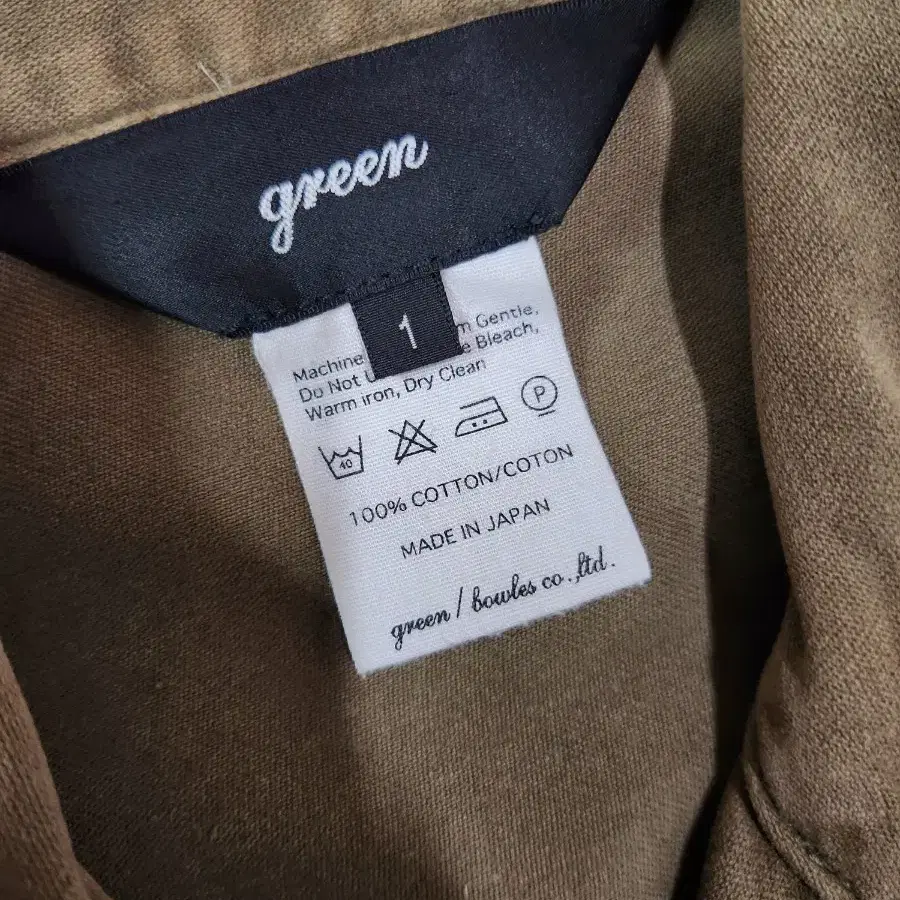 green
1
Machine m Gentle,
Do Not e Bleach,
Warm iron, Dry Clean
40 P
100% COTTON/COTON
MADE IN JAPAN
green / bowles co.,ltd.